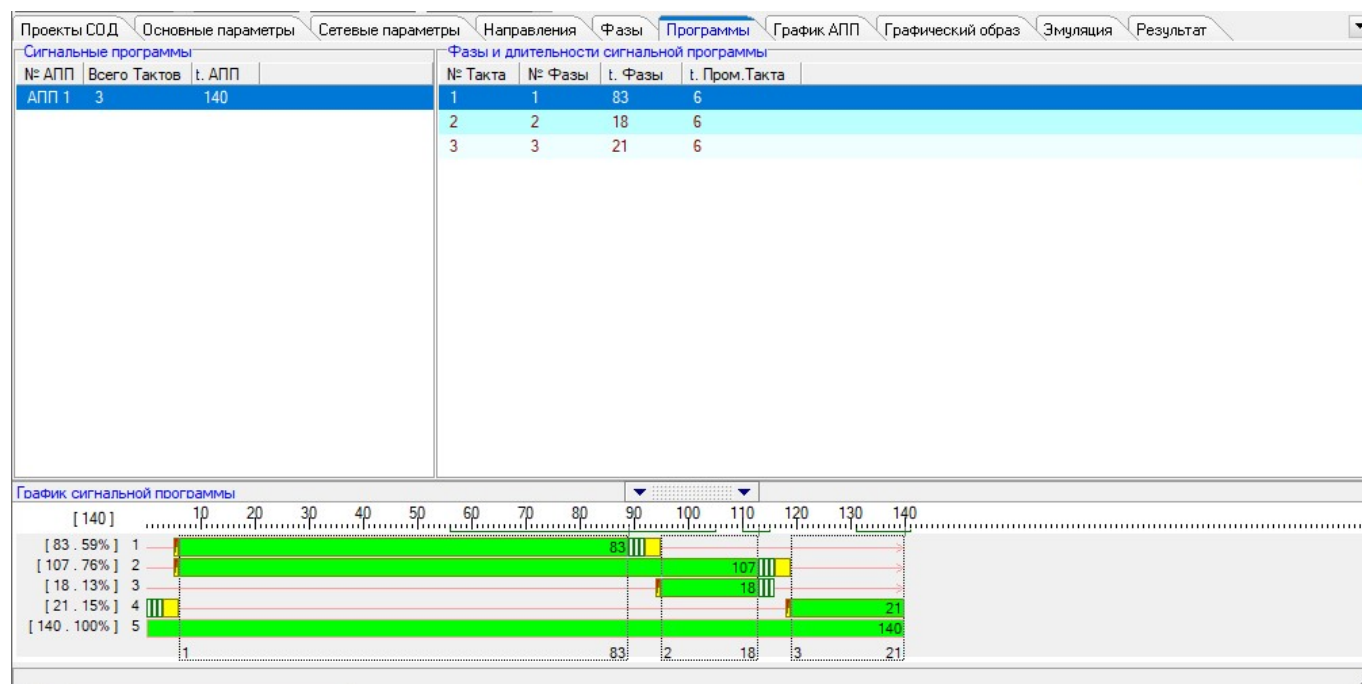 Проекты СОД Основные параметры Сетевые параметры Направления Фазы Программы График АПП Графический образ Эмуляция Результат
Сигнальные программы
№ АПП Всего Тактов t. АПП
АПП 1 3 140
Фазы и длительности сигнальной программы
№ Такта № Фазы t. Фазы t. Пром.Такта
1 1 83 6
2 2 18 6
3 3 21 6
График сигнальной программы
[ 140 ] 10 20 30 40 50 60 70 80 90 100 110 120 130 140
[ 83 . 59% ] 1 83
[ 107 . 76% ] 2 107
[ 18 . 13% ] 3 18
[ 21 . 15% ] 4 21
[ 140 . 100% ] 5 140
1 83 2 18 3 21